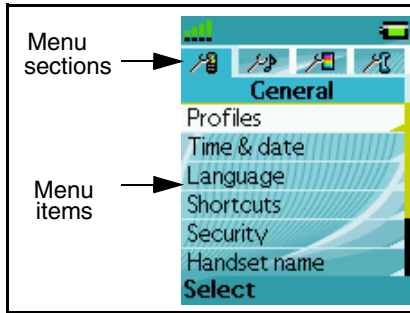 Menu
sections
General
Profiles
Time & date
Language
Menu
items
Shortcuts
Security
Handset name
Select